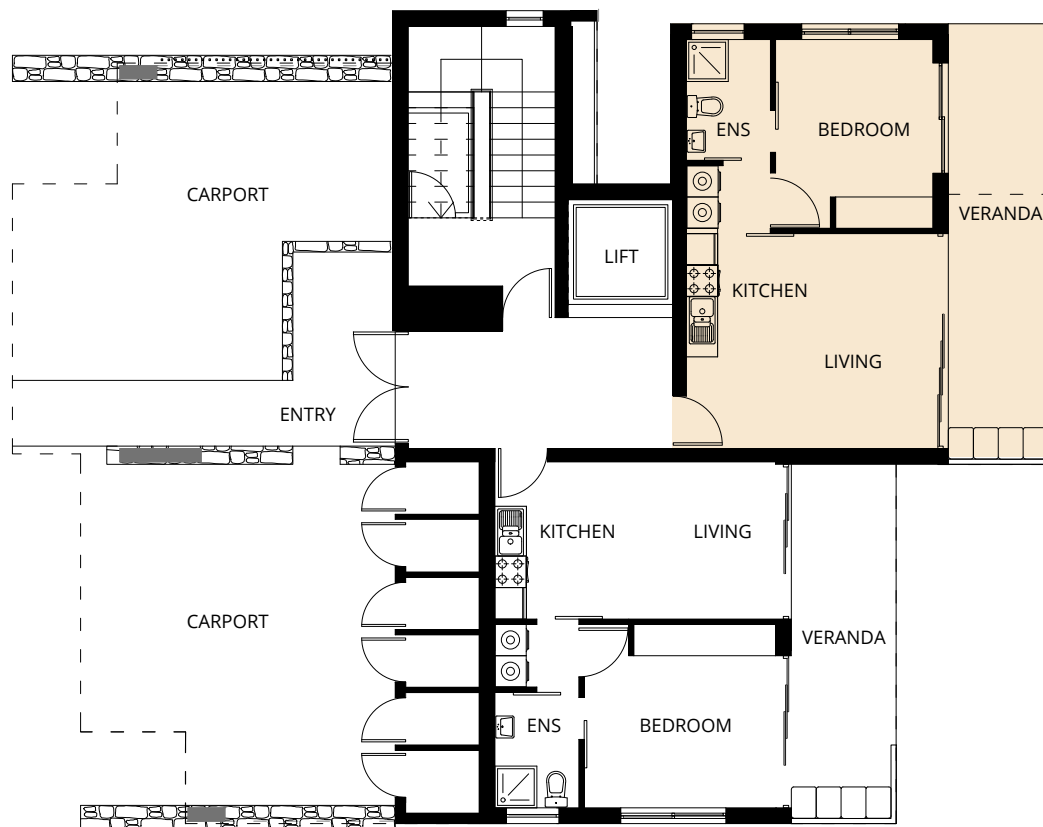 ENS
BEDROOM
CARPORT
VERANDA
LIFT
KITCHEN
LIVING
ENTRY
KITCHEN
LIVING
CARPORT
VERANDA
ENS
BEDROOM